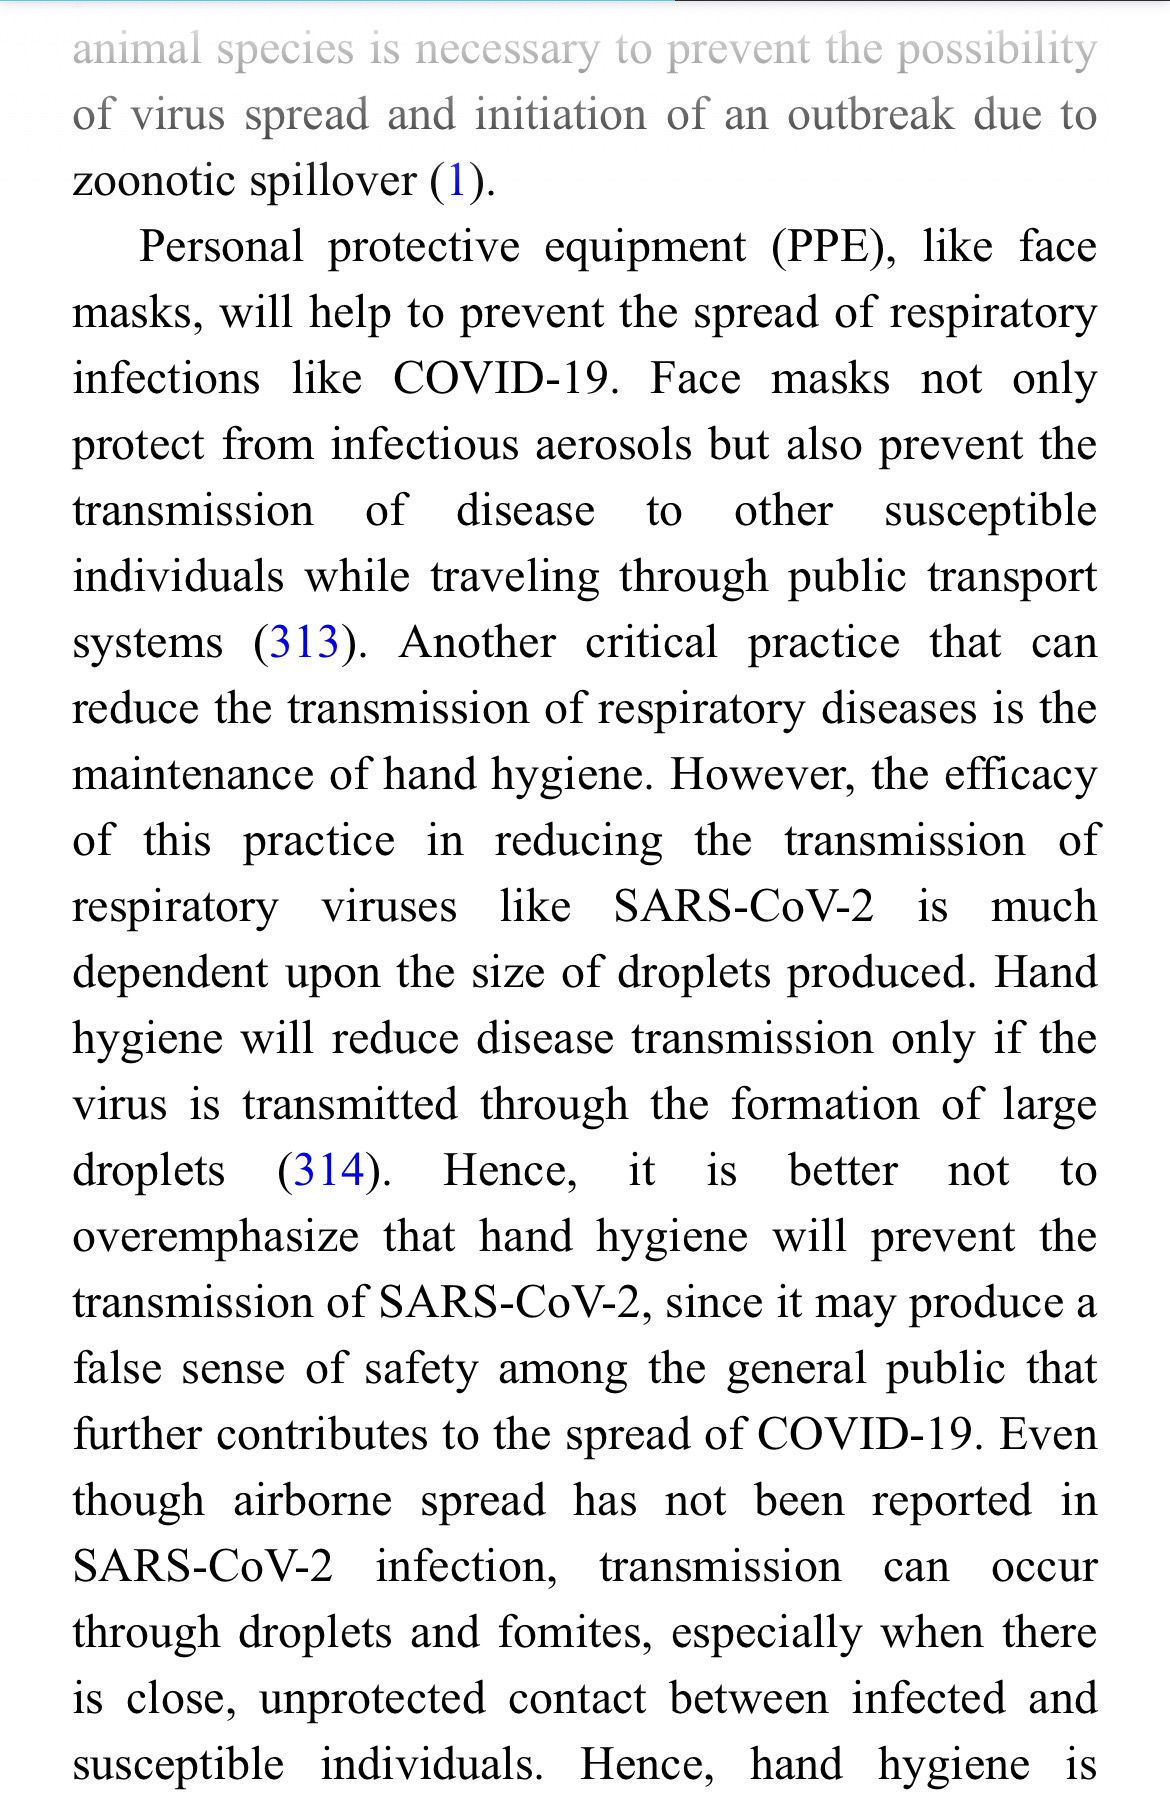 animal species is necessary to prevent the possibility
of virus spread and initiation of an outbreak due to
zoonotic spillover (1).
Personal protective equipment (PPE), like face
masks, will help to prevent the spread of respiratory
infections like COVID-19. Face masks not only
protect from infectious aerosols but also prevent the
transmission of disease to other susceptible
individuals while traveling through public transport
systems (313). Another critical practice that can
reduce the transmission of respiratory diseases is the
maintenance of hand hygiene. However, the efficacy
of this practice in reducing the transmission of
respiratory viruses like SARS-CoV-2 is much
dependent upon the size of droplets produced. Hand
hygiene will reduce disease transmission only if the
virus is transmitted through the formation of large
droplets (314). Hence, it is better not to
overemphasize that hand hygiene will prevent the
transmission of SARS-CoV-2, since it may produce a
false sense of safety among the general public that
further contributes to the spread of COVID-19. Even
though airborne spread has not been reported in
SARS-CoV-2 infection, transmission can occur
through droplets and fomites, especially when there
is close, unprotected contact between infected and
susceptible individuals. Hence, hand hygiene is